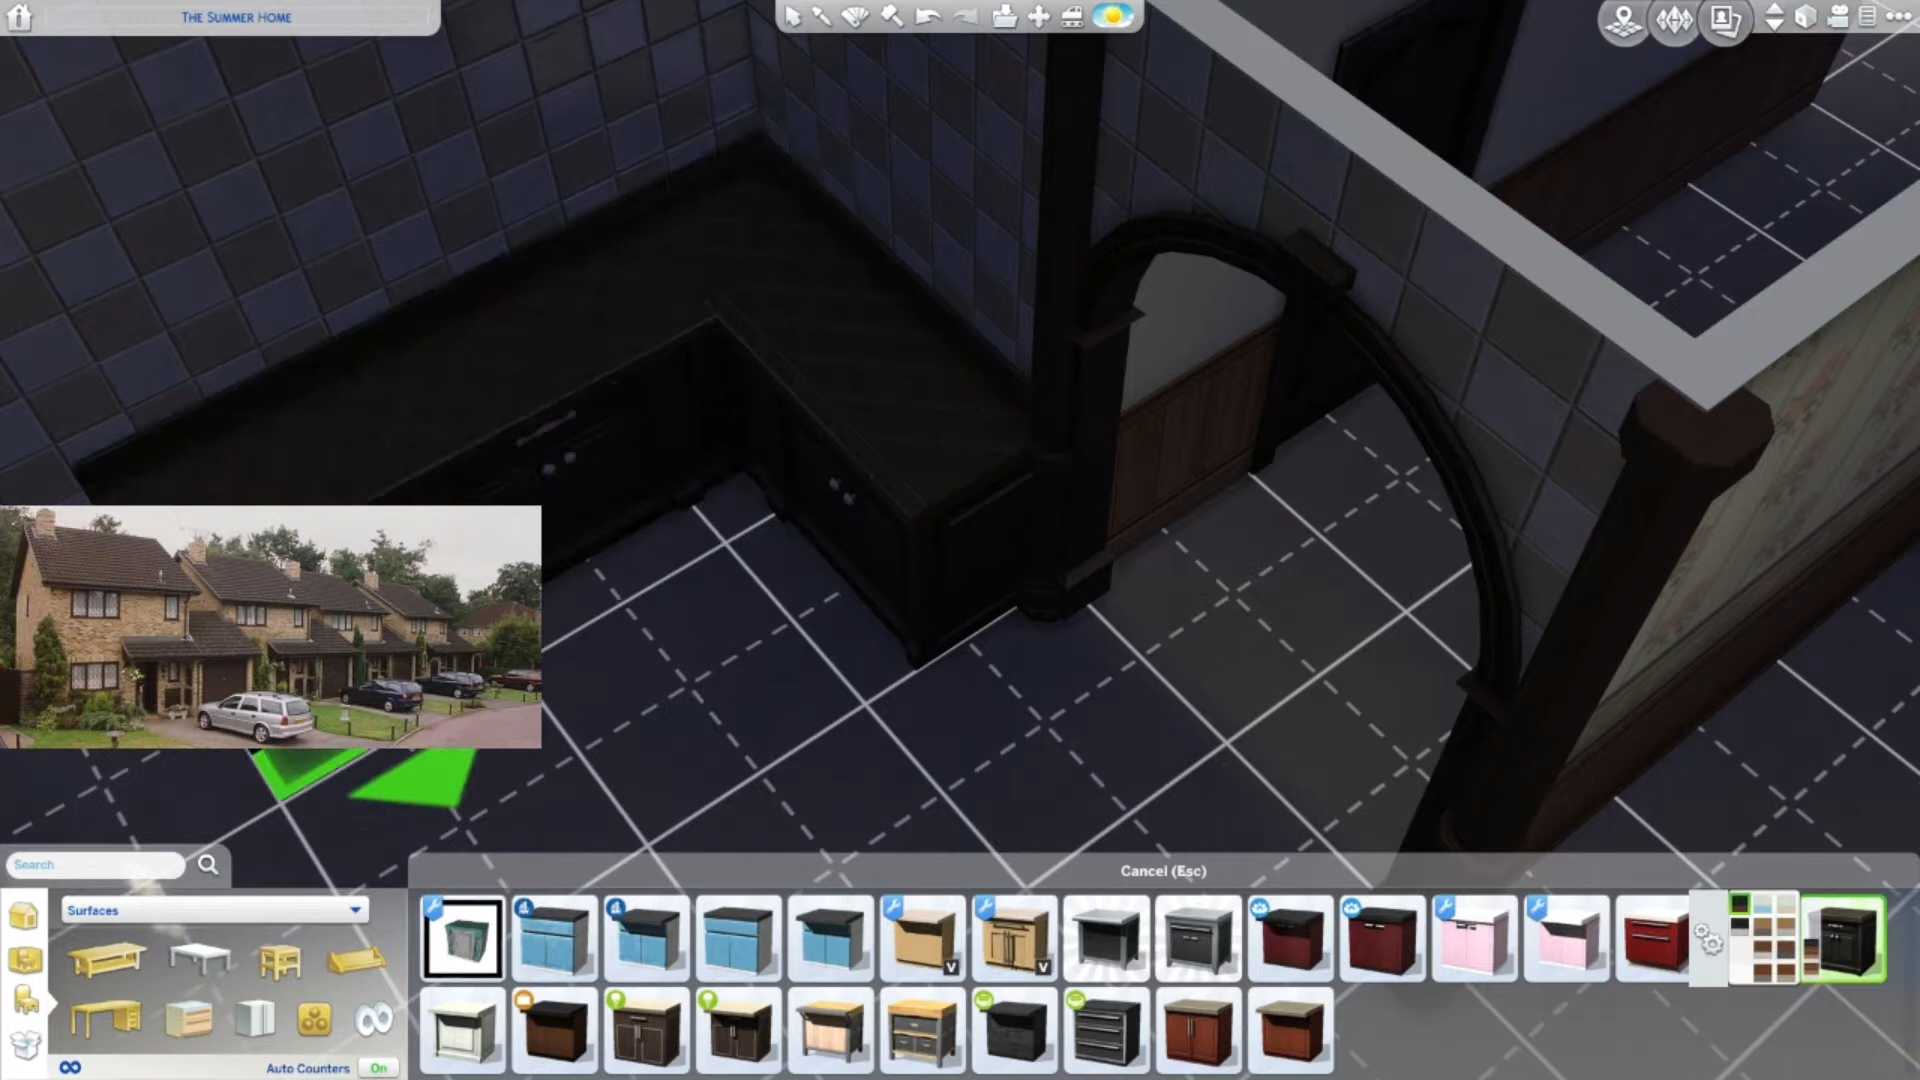 THE SUMMER HOME
Search
Cancel (Esc)
Surfaces
V
V
Auto Counters On